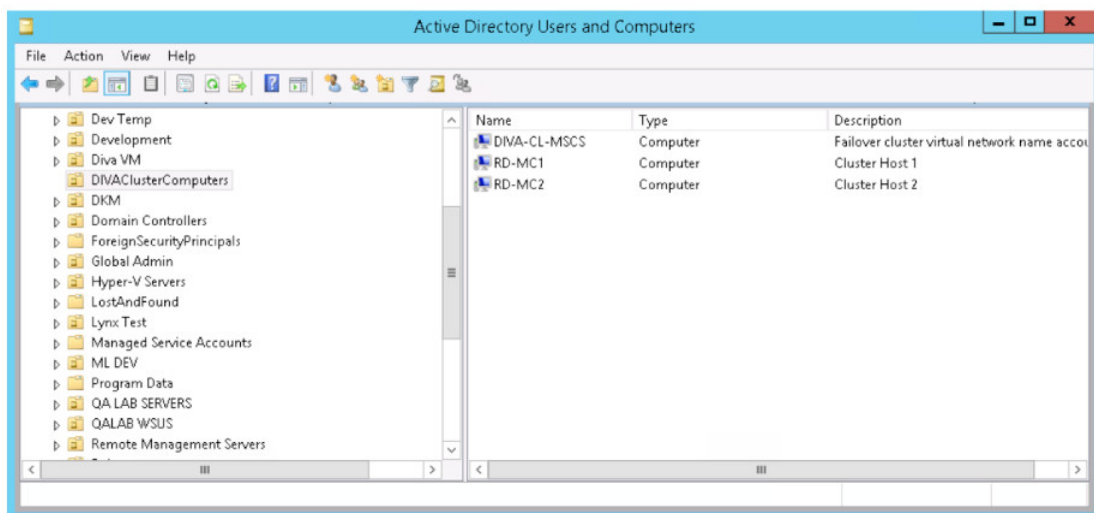 Active Directory Users and Computers
File Action View Help
Dev Temp
Development
Diva VM
DIVAClusterComputers
DKM
Domain Controllers
ForeignSecurityPrincipals
Global Admin
Hyper-V Servers
LostAndFound
Lynx Test
Managed Service Accounts
ML DEV
Program Data
QA LAB SERVERS
QALAB WSUS
Remote Management Servers
Name Type Description
DIVA-CL-MSCS Computer Failover cluster virtual network name accou
RD-MC1 Computer Cluster Host 1
RD-MC2 Computer Cluster Host 2